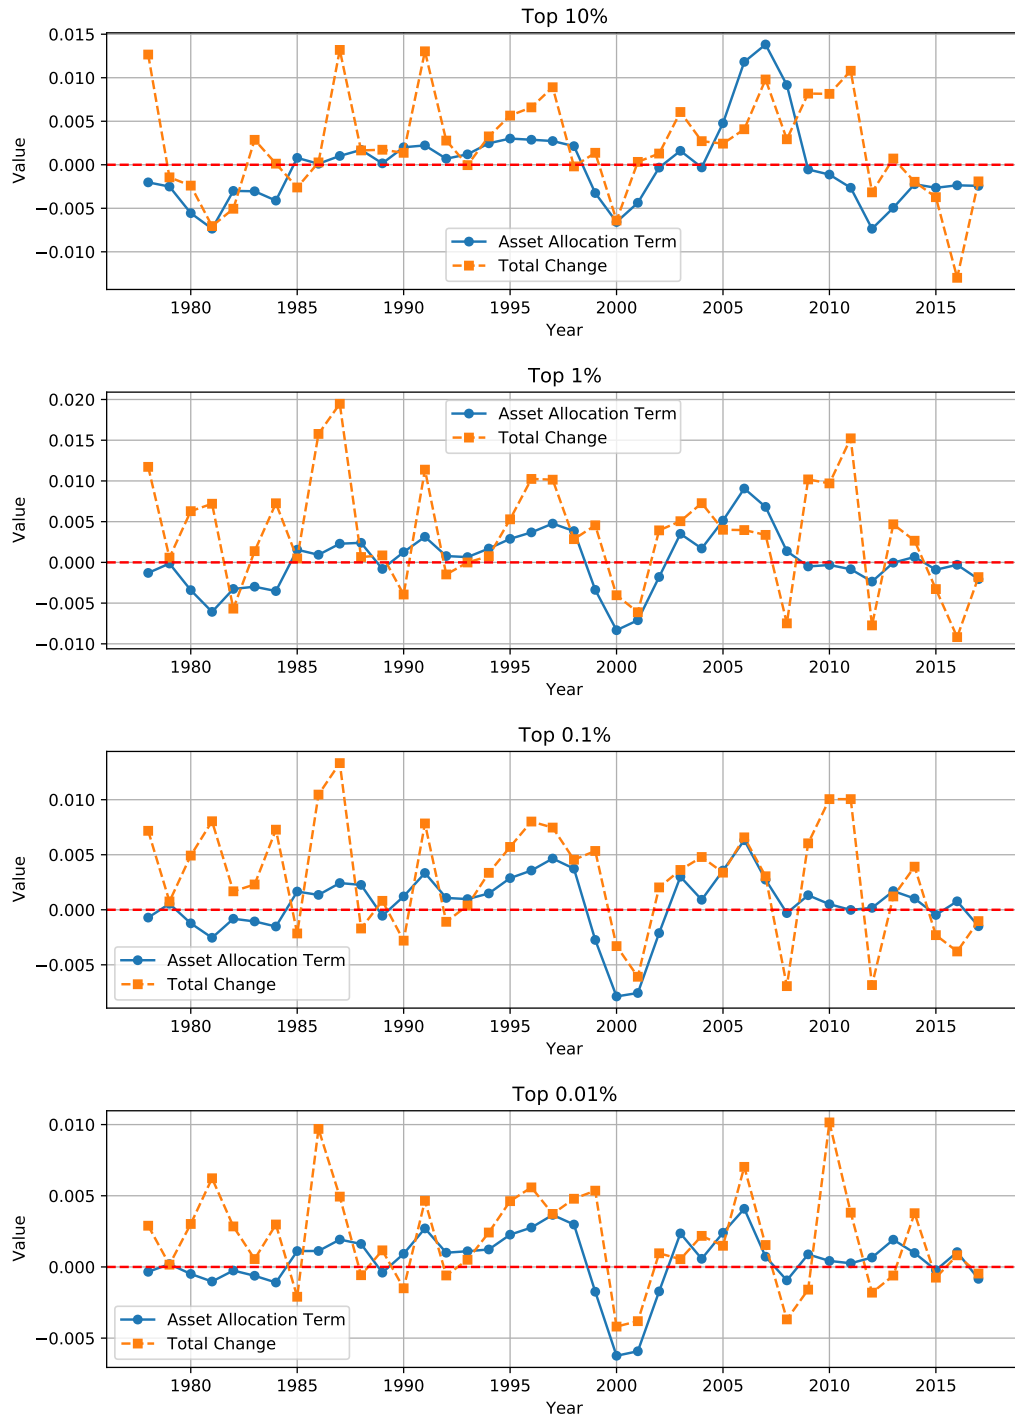 Top 10%
0.015
0.010
0.005
0.000
−0.005
−0.010
Value
Asset Allocation Term
Total Change
1980 1985 1990 1995 2000 2005 2010 2015
Year
Top 1%
0.020
0.015
0.010
0.005
0.000
−0.005
−0.010
Value
Asset Allocation Term
Total Change
1980 1985 1990 1995 2000 2005 2010 2015
Year
Top 0.1%
0.010
0.005
0.000
−0.005
Value
Asset Allocation Term
Total Change
1980 1985 1990 1995 2000 2005 2010 2015
Year
Top 0.01%
0.010
0.005
0.000
−0.005
Value
Asset Allocation Term
Total Change
1980 1985 1990 1995 2000 2005 2010 2015
Year